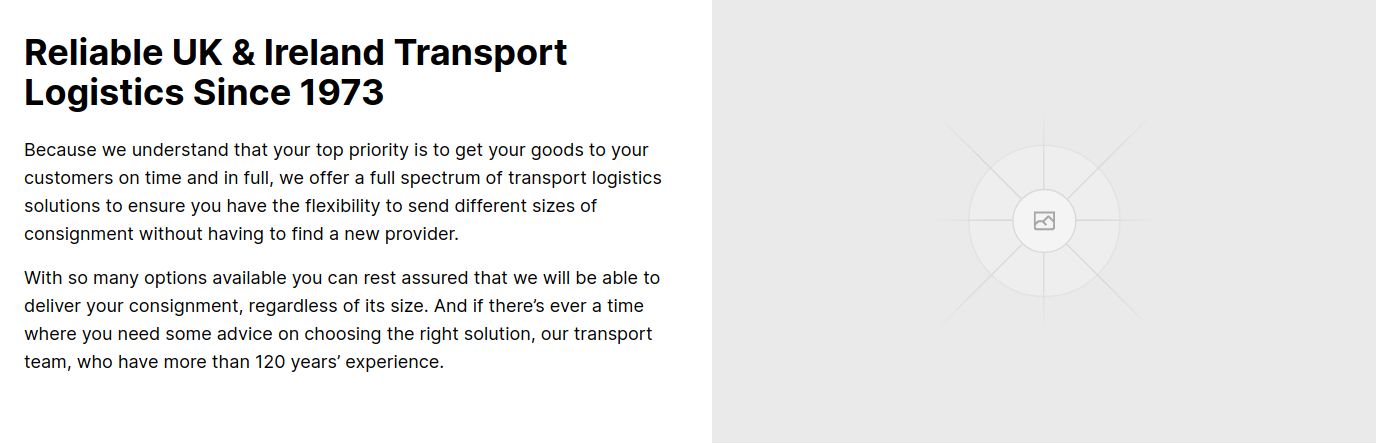 Reliable UK & Ireland Transport
Logistics Since 1973
Because we understand that your top priority is to get your goods to your
customers on time and in full, we offer a full spectrum of transport logistics
solutions to ensure you have the flexibility to send different sizes of
consignment without having to find a new provider.
With so many options available you can rest assured that we will be able to
deliver your consignment, regardless of its size. And if there’s ever a time
where you need some advice on choosing the right solution, our transport
team, who have more than 120 years’ experience.